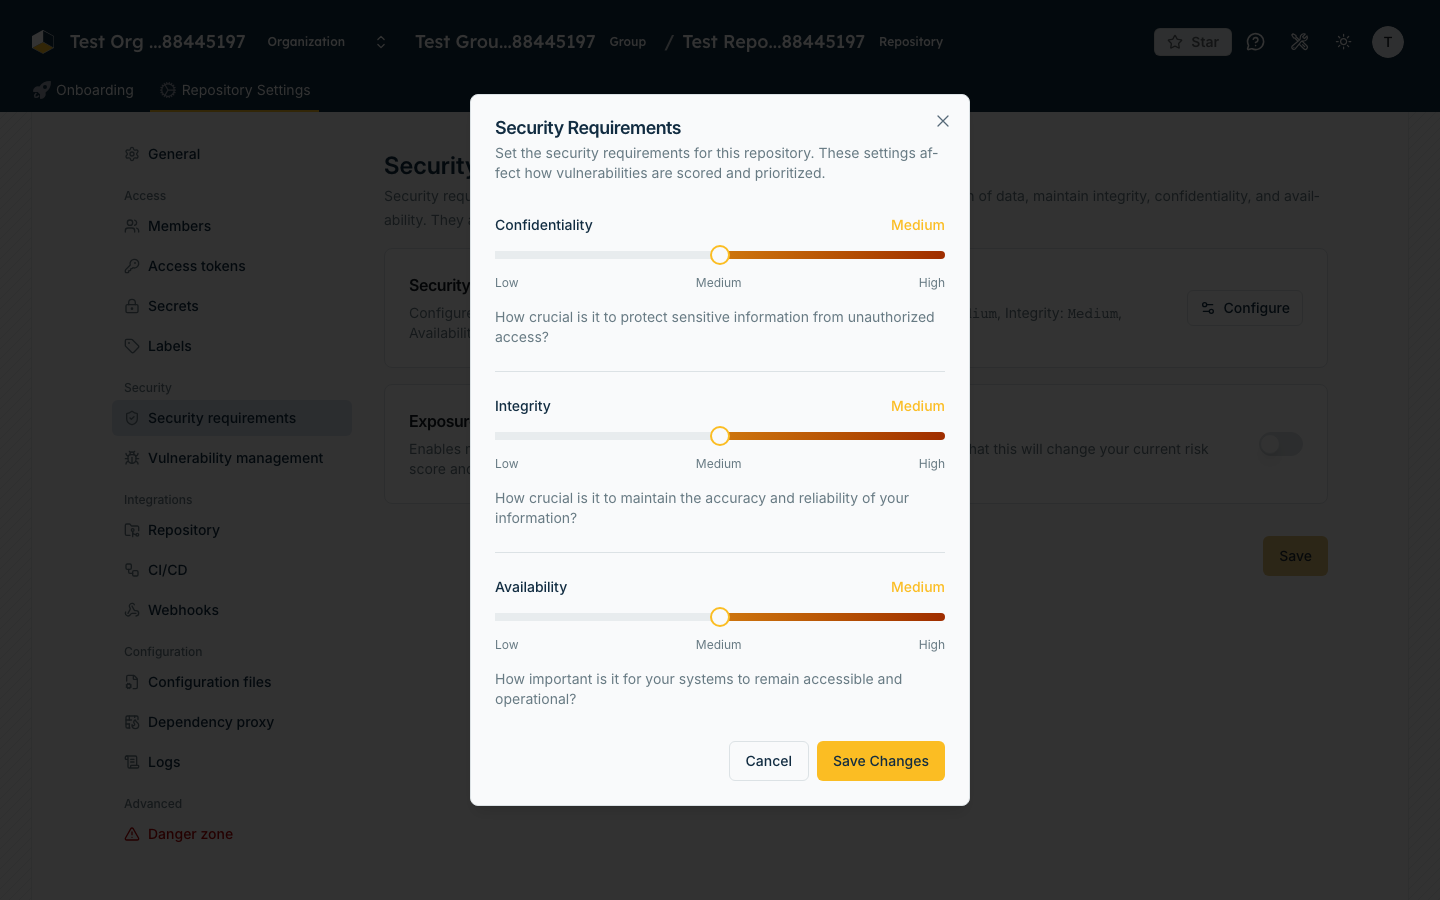 Test Org ...88445197 Organization Test Grou...88445197 Group / Test Repo...88445197 Repository Star T
Onboarding Repository Settings
General
Access
Members
Access tokens
Secrets
Labels
Security
Security requirements
Vulnerability management
Integrations
Repository
CI/CD
Webhooks
Configuration
Configuration files
Dependency proxy
Logs
Advanced
Danger zone
Security
Security requ n of data, maintain integrity, confidentiality, and avail-
ability. They
Security
Configure ium, Integrity: Medium,
Availabili
Configure
Exposur
Enables hat this will change your current risk
score and
Save
Security Requirements
Set the security requirements for this repository. These settings af-
fect how vulnerabilities are scored and prioritized.
Confidentiality Medium
Low Medium High
How crucial is it to protect sensitive information from unauthorized
access?
Integrity Medium
Low Medium High
How crucial is it to maintain the accuracy and reliability of your
information?
Availability Medium
Low Medium High
How important is it for your systems to remain accessible and
operational?
Cancel Save Changes